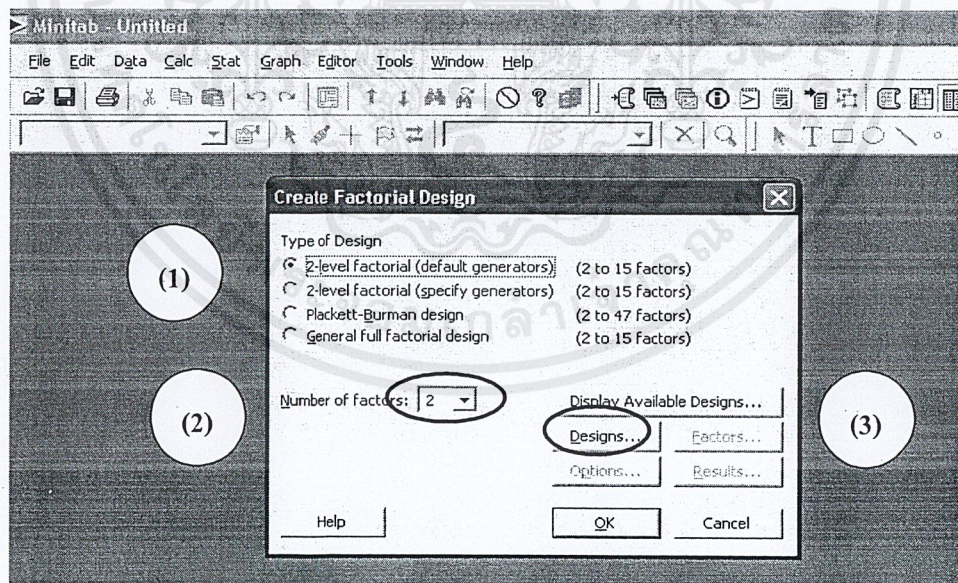 Minitab - Untitled
File Edit Data Calc Stat Graph Editor Tools Window Help
Create Factorial Design
Type of Design
2-level factorial (default generators) (2 to 15 factors)
2-level factorial (specify generators) (2 to 15 factors)
Plackett-Burman design (2 to 47 factors)
General full factorial design (2 to 15 factors)
Number of factors: 2
Display Available Designs...
Designs... Factors...
Options... Results...
Help OK Cancel
(1)
(2)
(3)